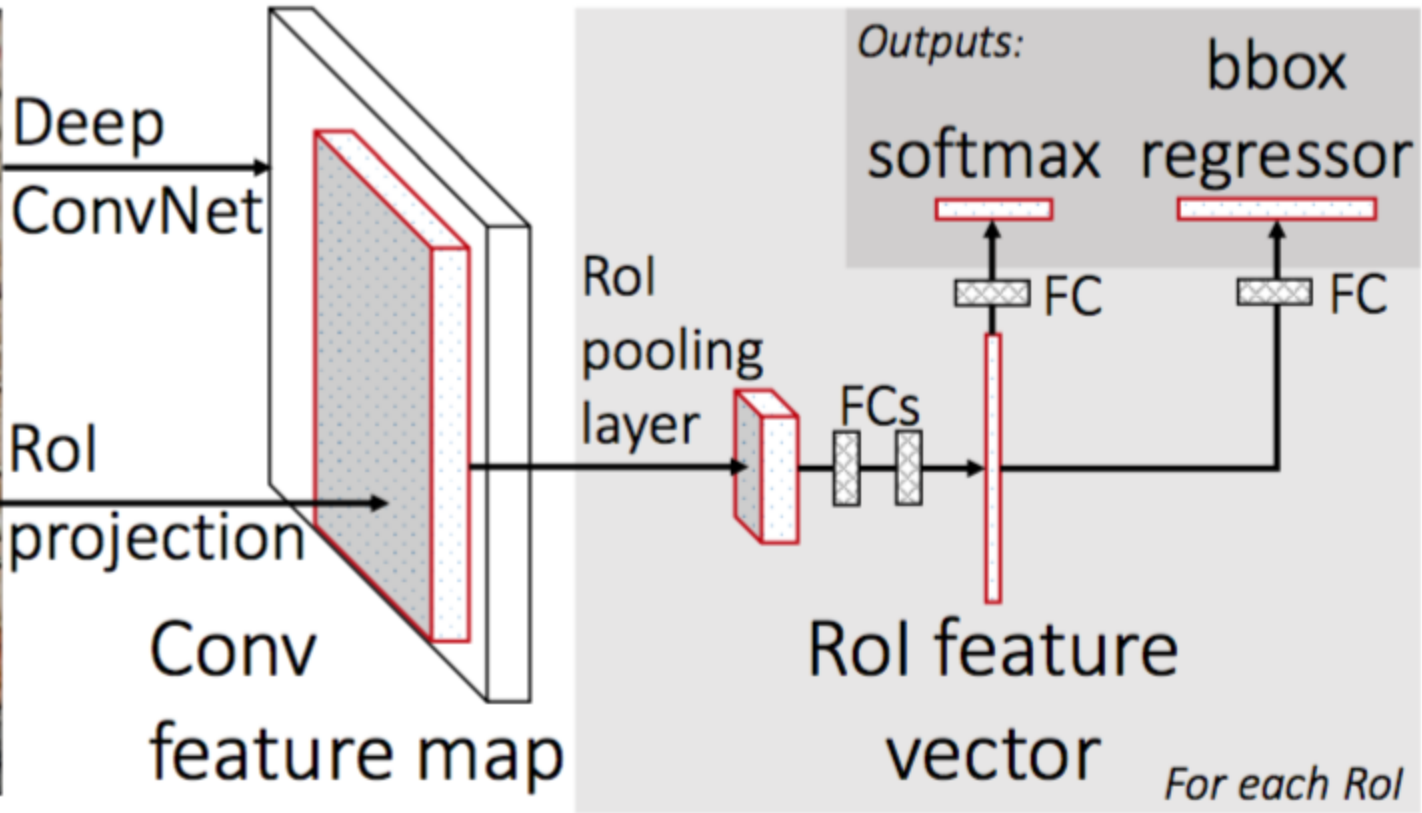 Deep
ConvNet
RoI
projection
Conv
feature map
RoI
pooling
layer
FCs
RoI feature
vector
Outputs:
softmax
bbox
regressor
FC
FC
For each RoI